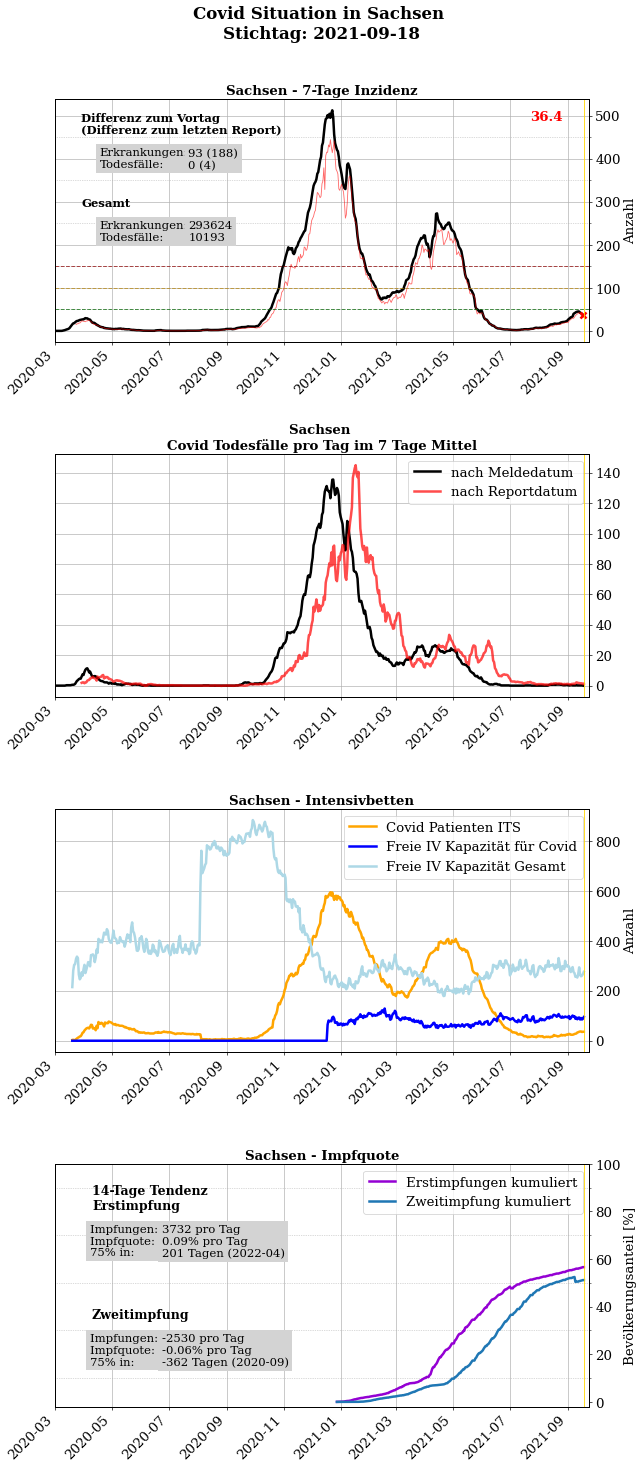 Covid Situation in Sachsen
Stichtag: 2021-09-18
Sachsen - 7-Tage Inzidenz
Differenz zum Vortag
(Differenz zum letzten Report)
Erkrankungen 93 (188)
Todesfälle: 0 (4)
Gesamt
Erkrankungen 293624
Todesfälle: 10193
36.4
500
400
300
200
100
0
Anzahl
2020-03 2020-05 2020-07 2020-09 2020-11 2021-01 2021-03 2021-05 2021-07 2021-09
Sachsen
Covid Todesfälle pro Tag im 7 Tage Mittel
nach Meldedatum
nach Reportdatum
140
120
100
80
60
40
20
0
2020-03 2020-05 2020-07 2020-09 2020-11 2021-01 2021-03 2021-05 2021-07 2021-09
Sachsen - Intensivbetten
Covid Patienten ITS
Freie IV Kapazität für Covid
Freie IV Kapazität Gesamt
800
600
400
200
0
Anzahl
2020-03 2020-05 2020-07 2020-09 2020-11 2021-01 2021-03 2021-05 2021-07 2021-09
Sachsen - Impfquote
14-Tage Tendenz
Erstimpfung
Impfungen: 3732 pro Tag
Impfquote: 0.09% pro Tag
75% in: 201 Tagen (2022-04)
Zweitimpfung
Impfungen: -2530 pro Tag
Impfquote: -0.06% pro Tag
75% in: -362 Tagen (2020-09)
Erstimpfungen kumuliert
Zweitimpfung kumuliert
100
80
60
40
20
0
Bevölkerungsanteil [%]
2020-03 2020-05 2020-07 2020-09 2020-11 2021-01 2021-03 2021-05 2021-07 2021-09